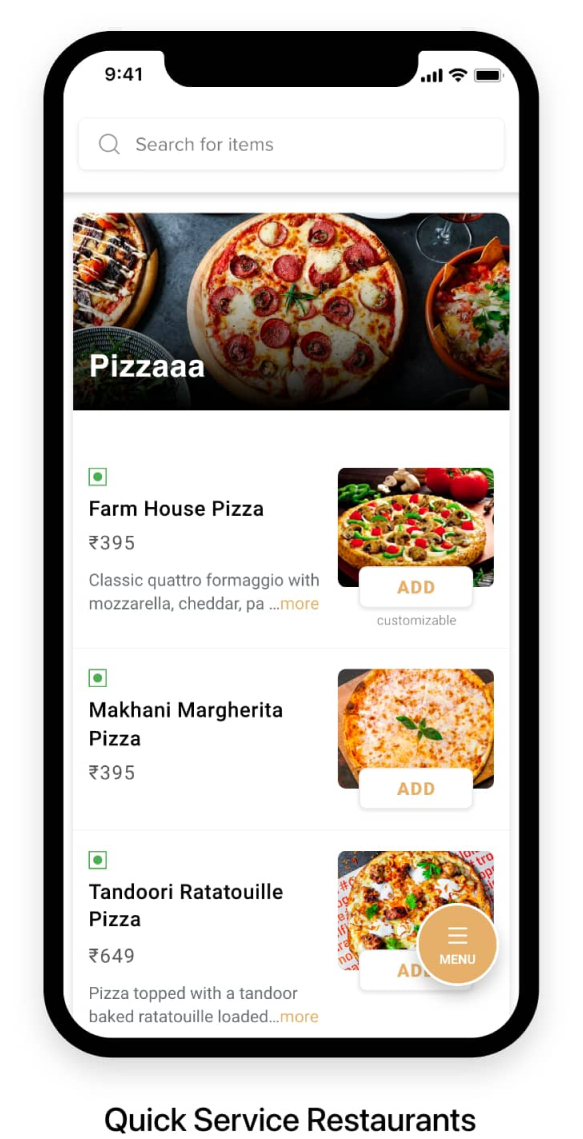 9:41
Search for items
Pizzaaa
Farm House Pizza
₹395
Classic quattro formaggio with
mozzarella, cheddar, pa ...more
ADD
customizable
Makhani Margherita
Pizza
₹395
ADD
Tandoori Ratatouille
Pizza
₹649
Pizza topped with a tandoor
baked ratatouille loaded...more
MENU
Quick Service Restaurants